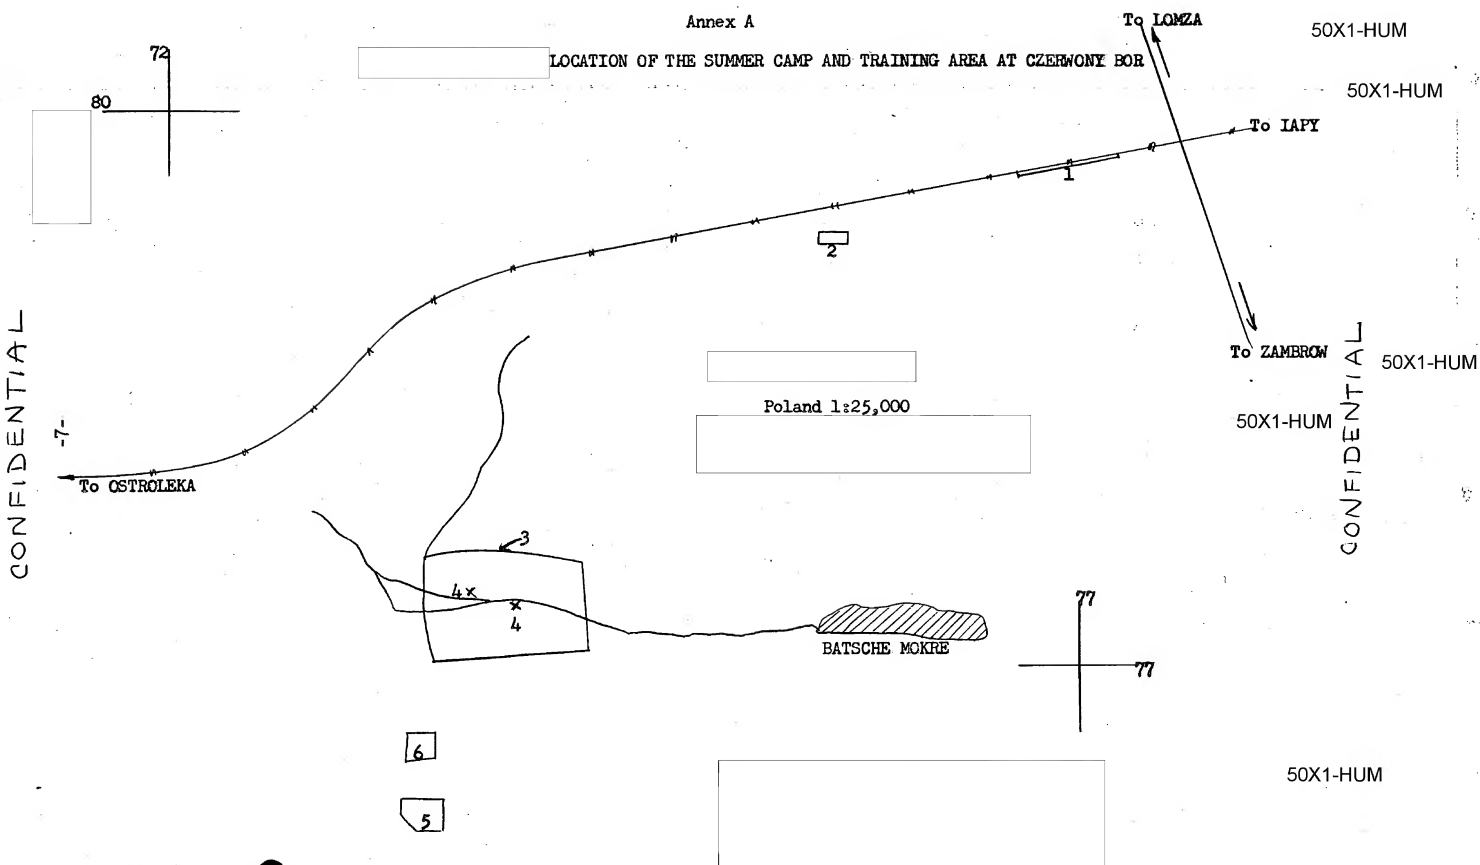 Annex A
To LOMZA
50X1-HUM
72
LOCATION OF THE SUMMER CAMP AND TRAINING AREA AT CZERWONY BOR
50X1-HUM
80
To IAPY
1
2
CONFIDENTIAL
To ZAMBROW
CONFIDENTIAL
50X1-HUM
Poland 1:25,000
50X1-HUM
-7-
To OSTROLEKA
3
4
4
77
BATSCHE MOKRE
77
6
50X1-HUM
5